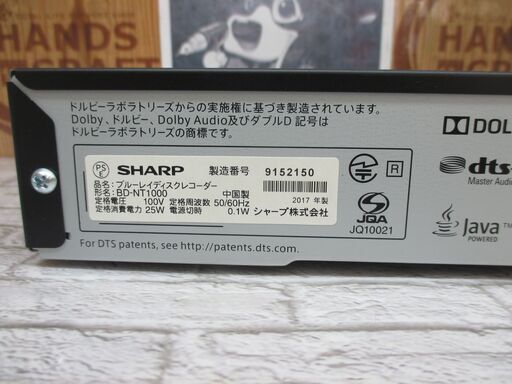 HANDS
HANDS
ドルビーラボラトリーズからの実施権に基づき製造されています。
Dolby、ドルビー、Dolby Audio及びダブルD 記号は
ドルビーラボラトリーズの商標です。
DOL
dts-
Master Audio
Java™
POWERED
PS
E
SHARP 製造番号 9152150
品名：ブルーレイディスクレコーダー
形名：BD-NT1000 中国製
定格電圧 100V 定格周波数 50/60Hz 2017 年製
定格消費電力 25W 電源切時 0.1W シャープ株式会社
R
JQA
JQ10021
For DTS patents, see http://patents.dts.com.